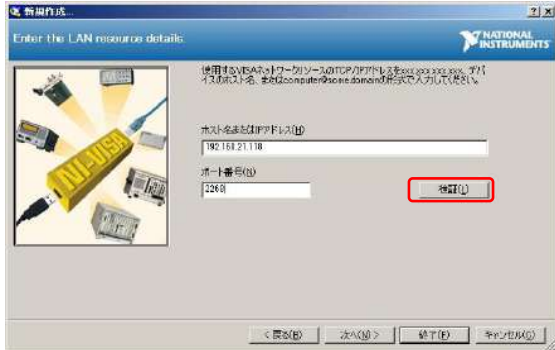 新規作成...
Enter the LAN resource details.
NATIONAL INSTRUMENTS
使用するVISAネットワークリソースのTCP/IPアドレスをxxx.xxx.xxx.xxx、デバ
イスのホスト名、またはcomputer@some.domainの形式で入力してください。
ホスト名またはIPアドレス(H)
192.168.21.118
ポート番号(N)
2268
検証(L)
NI-VISA
< 戻る(B)
次へ(N) >
終了(F)
キャンセル(C)